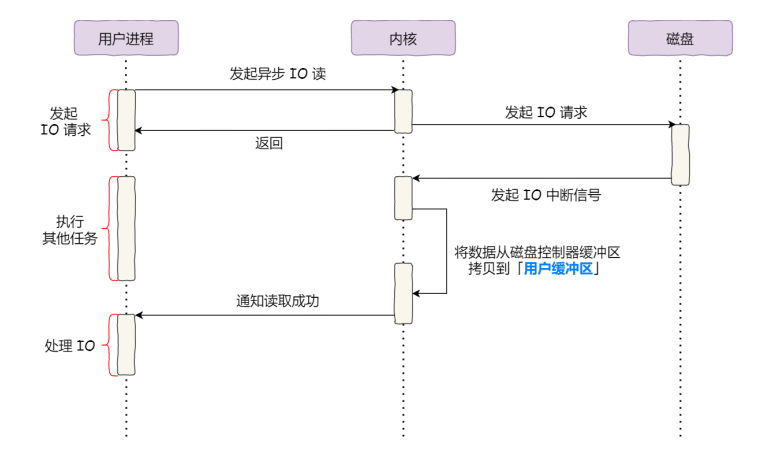 用户进程
内核
磁盘
发起异步 IO 读
发起
IO 请求
发起 IO 请求
返回
发起 IO 中断信号
执行
其他任务
将数据从磁盘控制器缓冲区
拷贝到「用户缓冲区」
通知读取成功
处理 IO